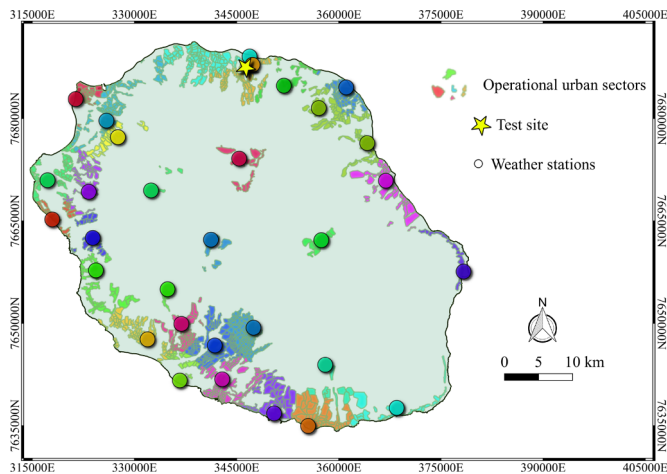 315000E 330000E 345000E 360000E 375000E 390000E 405000E
7680000N
7680000N
7665000N
7665000N
7650000N
7650000N
7635000N
7635000N
Operational urban sectors
Test site
Weather stations
N
0 5 10 km
315000E 330000E 345000E 360000E 375000E 390000E 405000E